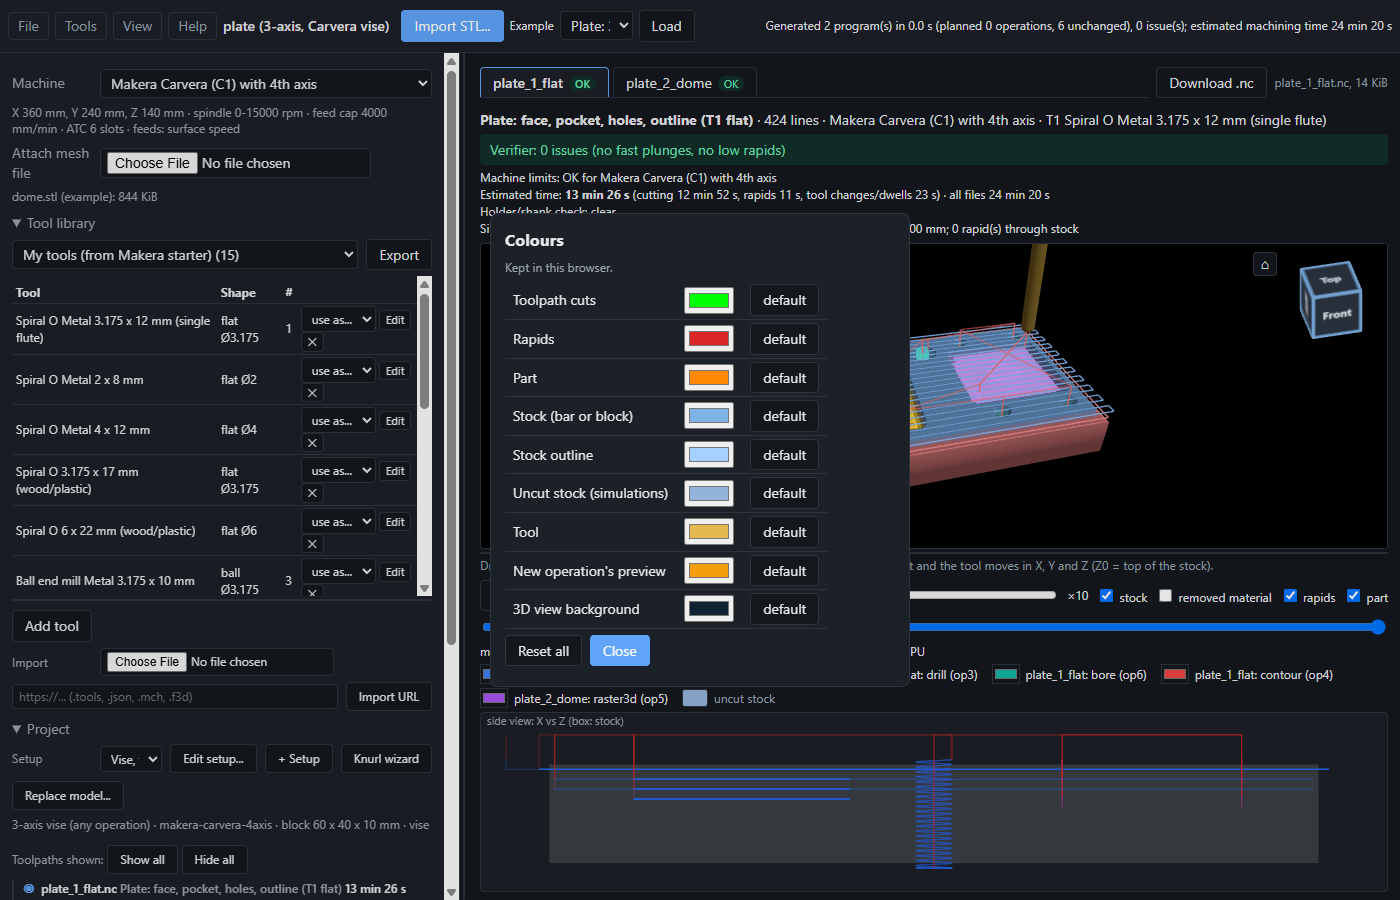 File Tools View Help plate (3-axis, Carvera vise) Import STL... Example Plate: Load Generated 2 program(s) in 0.0 s (planned 0 operations, 6 unchanged), 0 issue(s); estimated machining time 24 min 20 s
Machine Makera Carvera (C1) with 4th axis
X 360 mm, Y 240 mm, Z 140 mm · spindle 0-15000 rpm · feed cap 4000
mm/min · ATC 6 slots · feeds: surface speed
Attach mesh
file
Choose File No file chosen
dome.stl (example): 844 KiB
▼ Tool library
My tools (from Makera starter) (15) Export
Tool Shape #
Spiral O Metal 3.175 x 12 mm (single
flute)
flat
Ø3.175
1 use as... Edit
×
Spiral O Metal 2 x 8 mm flat Ø2 use as... Edit
×
Spiral O Metal 4 x 12 mm flat Ø4 use as... Edit
×
Spiral O 3.175 x 17 mm
(wood/plastic)
flat
Ø3.175
use as... Edit
×
Spiral O 6 x 22 mm (wood/plastic) flat Ø6 use as... Edit
×
Ball end mill Metal 3.175 x 10 mm
ball
Ø3.175
3 use as... Edit
×
Add tool
Import Choose File No file chosen
https://... (.tools, .json, .mch, .f3d) Import URL
▼ Project
Setup Vise, Edit setup... + Setup Knurl wizard
Replace model...
3-axis vise (any operation) · makera-carvera-4axis · block 60 x 40 x 10 mm · vise
Toolpaths shown: Show all Hide all
plate_1_flat.nc Plate: face, pocket, holes, outline (T1 flat) 13 min 26 s
plate_1_flat OK plate_2_dome OK Download .nc plate_1_flat.nc, 14 KiB
Plate: face, pocket, holes, outline (T1 flat) · 424 lines · Makera Carvera (C1) with 4th axis · T1 Spiral O Metal 3.175 x 12 mm (single flute)
Verifier: 0 issues (no fast plunges, no low rapids)
Machine limits: OK for Makera Carvera (C1) with 4th axis
Estimated time: 13 min 26 s (cutting 12 min 52 s, rapids 11 s, tool changes/dwells 23 s) · all files 24 min 20 s
Holder/shank check: clear
Si 00 mm; 0 rapid(s) through stock
Colours
Kept in this browser.
Toolpath cuts default
Rapids default
Part default
Stock (bar or block) default
Stock outline default
Uncut stock (simulations) default
Tool default
New operation's preview default
3D view background default
Reset all Close
⌂ Top
Front
t and the tool moves in X, Y and Z (Z0 = top of the stock).
×10 stock removed material rapids part
PU
at: drill (op3) plate_1_flat: bore (op6) plate_1_flat: contour (op4)
plate_2_dome: raster3d (op5) uncut stock
side view: X vs Z (box: stock)